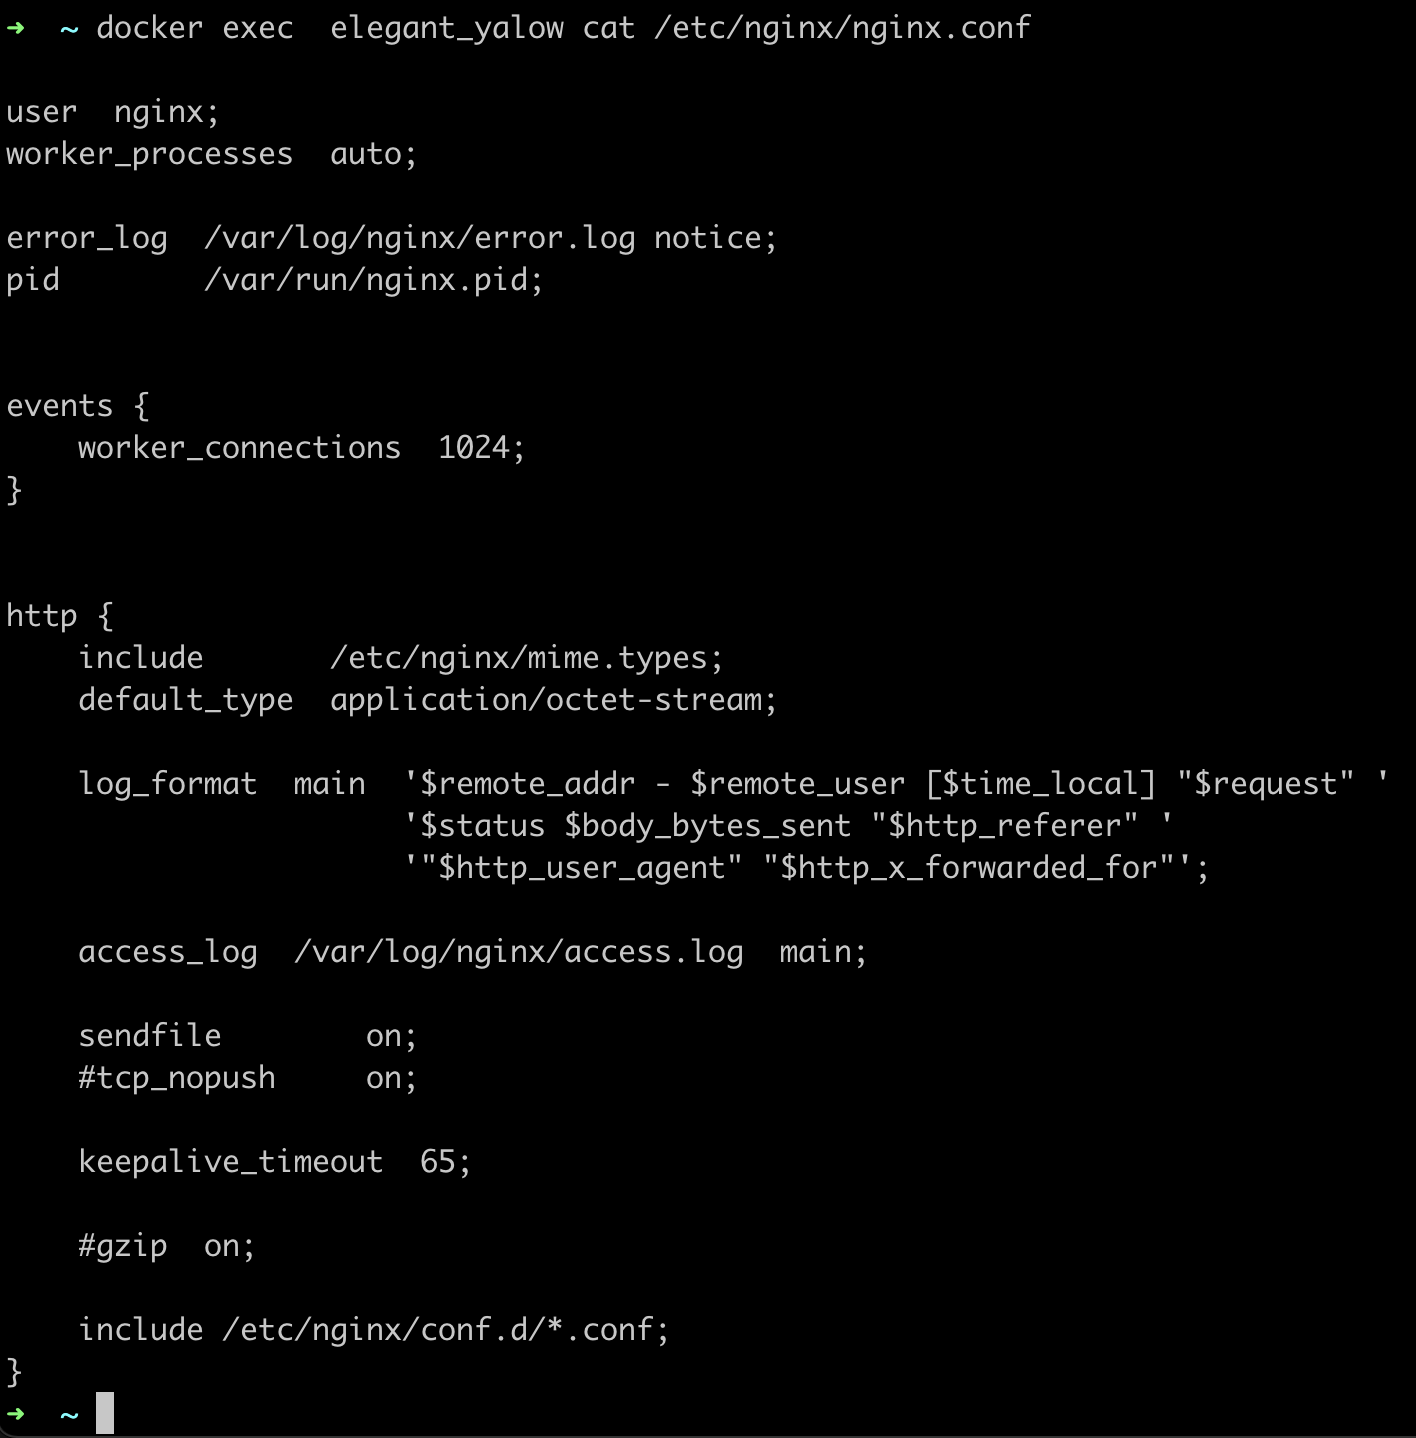 ➜  ~ docker exec  elegant_yalow cat /etc/nginx/nginx.conf

user  nginx;
worker_processes  auto;

error_log  /var/log/nginx/error.log notice;
pid        /var/run/nginx.pid;


events {
    worker_connections  1024;
}


http {
    include       /etc/nginx/mime.types;
    default_type  application/octet-stream;

    log_format  main  '$remote_addr - $remote_user [$time_local] "$request" '
                      '$status $body_bytes_sent "$http_referer" '
                      '"$http_user_agent" "$http_x_forwarded_for"';

    access_log  /var/log/nginx/access.log  main;

    sendfile        on;
    #tcp_nopush     on;

    keepalive_timeout  65;

    #gzip  on;

    include /etc/nginx/conf.d/*.conf;
}
➜  ~